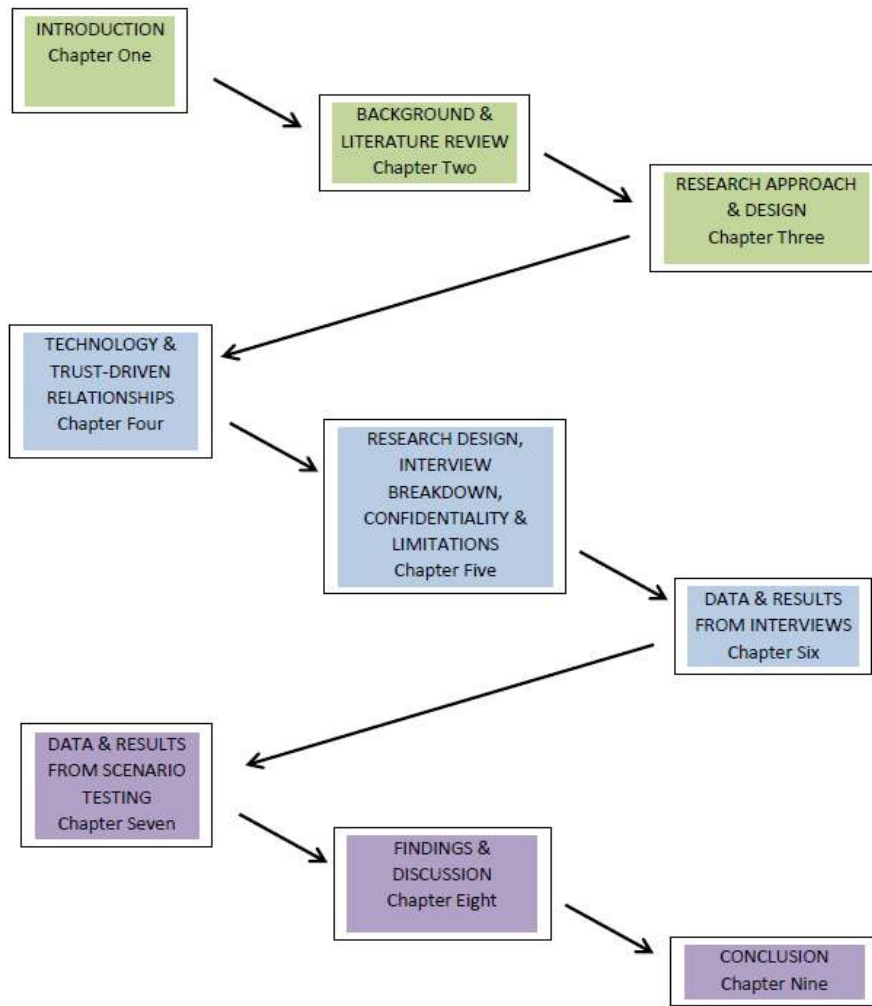 INTRODUCTION
Chapter One
BACKGROUND &
LITERATURE REVIEW
Chapter Two
RESEARCH APPROACH
& DESIGN
Chapter Three
TECHNOLOGY &
TRUST-DRIVEN
RELATIONSHIPS
Chapter Four
RESEARCH DESIGN,
INTERVIEW
BREAKDOWN,
CONFIDENTIALITY &
LIMITATIONS
Chapter Five
DATA & RESULTS
FROM INTERVIEWS
Chapter Six
DATA & RESULTS
FROM SCENARIO
TESTING
Chapter Seven
FINDINGS &
DISCUSSION
Chapter Eight
CONCLUSION
Chapter Nine